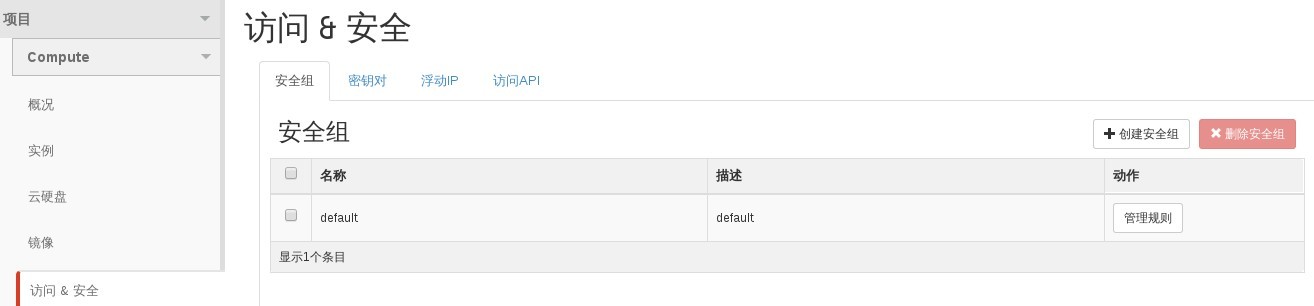 项目
Compute
概况
实例
云硬盘
镜像
访问 & 安全
访问 & 安全
安全组 密钥对 浮动IP 访问API
安全组
创建安全组 删除安全组
名称 描述 动作
default default 管理规则
显示1个条目